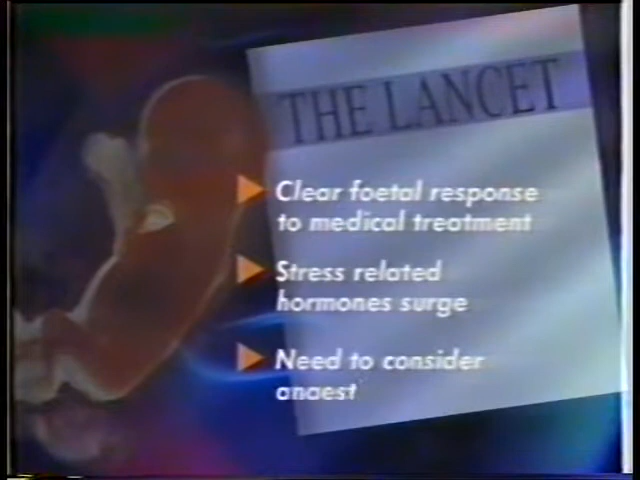 THE LANCET
Clear foetal response
to medical treatment
Stress related
hormones surge
Need to consider
anaest